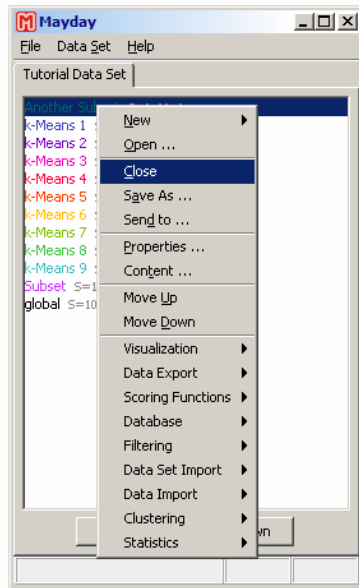 Mayday
File Data Set Help
Tutorial Data Set
Another Su
k-Means 1
k-Means 2
k-Means 3
k-Means 4
k-Means 5
k-Means 6
k-Means 7
k-Means 8
k-Means 9
Subset S=1
global S=10
New
Open ...
Close
Save As ...
Send to ...
Properties ...
Content ...
Move Up
Move Down
Visualization
Data Export
Scoring Functions
Database
Filtering
Data Set Import
Data Import
Clustering
Statistics